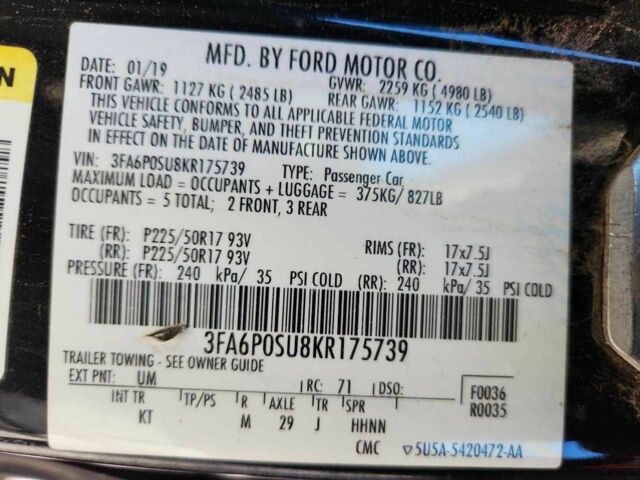 N
MFD. BY FORD MOTOR CO.
DATE: 01/19 GVWR: 2259 KG ( 4980 LB)
FRONT GAWR: 1127 KG ( 2485 LB) REAR GAWR: 1152 KG ( 2540 LB)
THIS VEHICLE CONFORMS TO ALL APPLICABLE FEDERAL MOTOR
VEHICLE SAFETY, BUMPER, AND THEFT PREVENTION STANDARDS
IN EFFECT ON THE DATE OF MANUFACTURE SHOWN ABOVE.
VIN: 3FA6P0SU8KR175739 TYPE: Passenger Car
MAXIMUM LOAD = OCCUPANTS + LUGGAGE = 375KG/ 827LB
OCCUPANTS = 5 TOTAL; 2 FRONT, 3 REAR
TIRE (FR): P225/50R17 93V RIMS (FR): 17x7.5J
(RR): P225/50R17 93V (RR): 17x7.5J
PRESSURE (FR): 240 kPa/ 35 PSI COLD (RR): 240 kPa/ 35 PSI COLD
3FA6P0SU8KR175739
TRAILER TOWING - SEE OWNER GUIDE
EXT PNT: UM RC: 71 DSO: F0036
INT TR TP/PS R AXLE TR SPR R0035
KT M 29 J HHNN
CMC 5U5A-5420472-AA